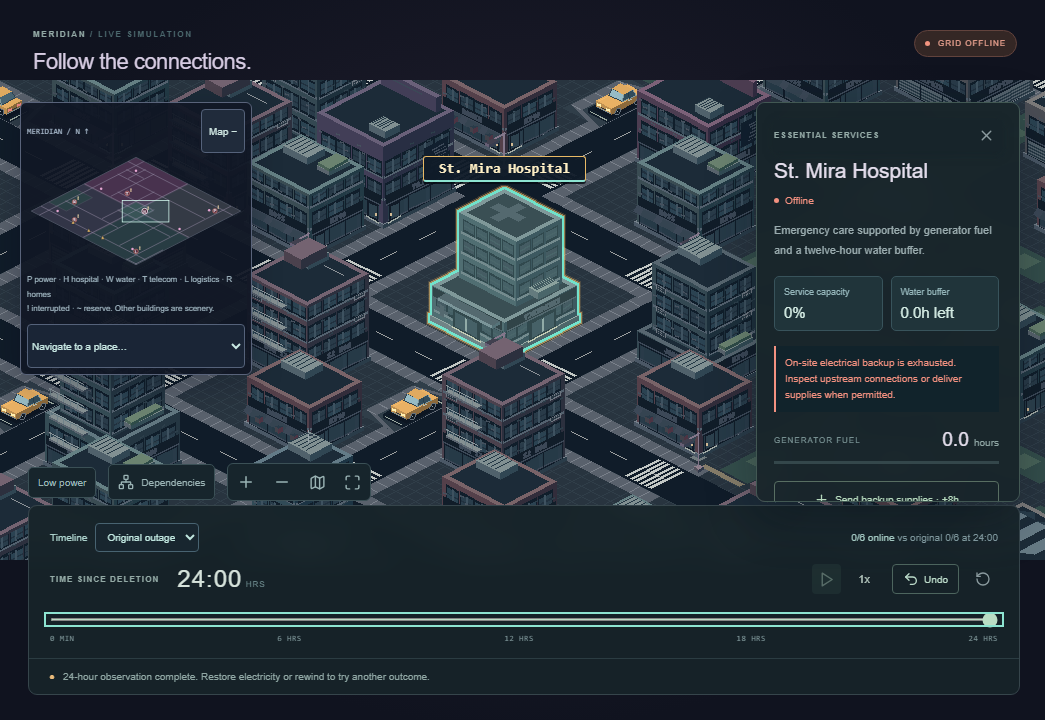 MERIDIAN / LIVE SIMULATION
Follow the connections.
GRID OFFLINE
MERIDIAN / N ↑
Map −
P power · H hospital · W water · T telecom · L logistics · R
homes
! interrupted · ~ reserve. Other buildings are scenery.
Navigate to a place...
St. Mira Hospital
ESSENTIAL SERVICES
St. Mira Hospital
Offline
Emergency care supported by generator fuel
and a twelve-hour water buffer.
Service capacity
0%
Water buffer
0.0h left
On-site electrical backup is exhausted.
Inspect upstream connections or deliver
supplies when permitted.
GENERATOR FUEL
0.0 hours
Send backup supplies · +8h
Low power
Dependencies
Timeline
Original outage
0/6 online vs original 0/6 at 24:00
TIME SINCE DELETION
24:00 HRS
1x
Undo
0 MIN
6 HRS
12 HRS
18 HRS
24 HRS
24-hour observation complete. Restore electricity or rewind to try another outcome.